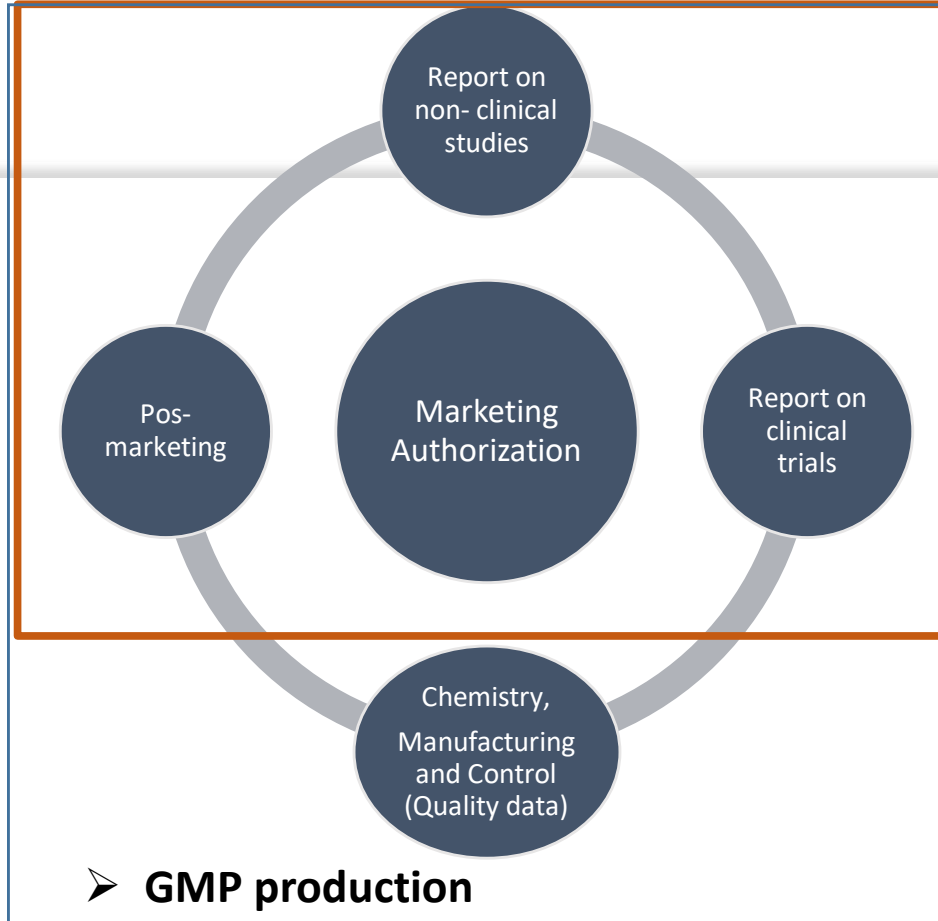 Report on
non- clinical
studies
Pos-
marketing
Marketing
Authorization
Report on
clinical
trials
Chemistry,
Manufacturing
and Control
(Quality data)
➢ GMP production